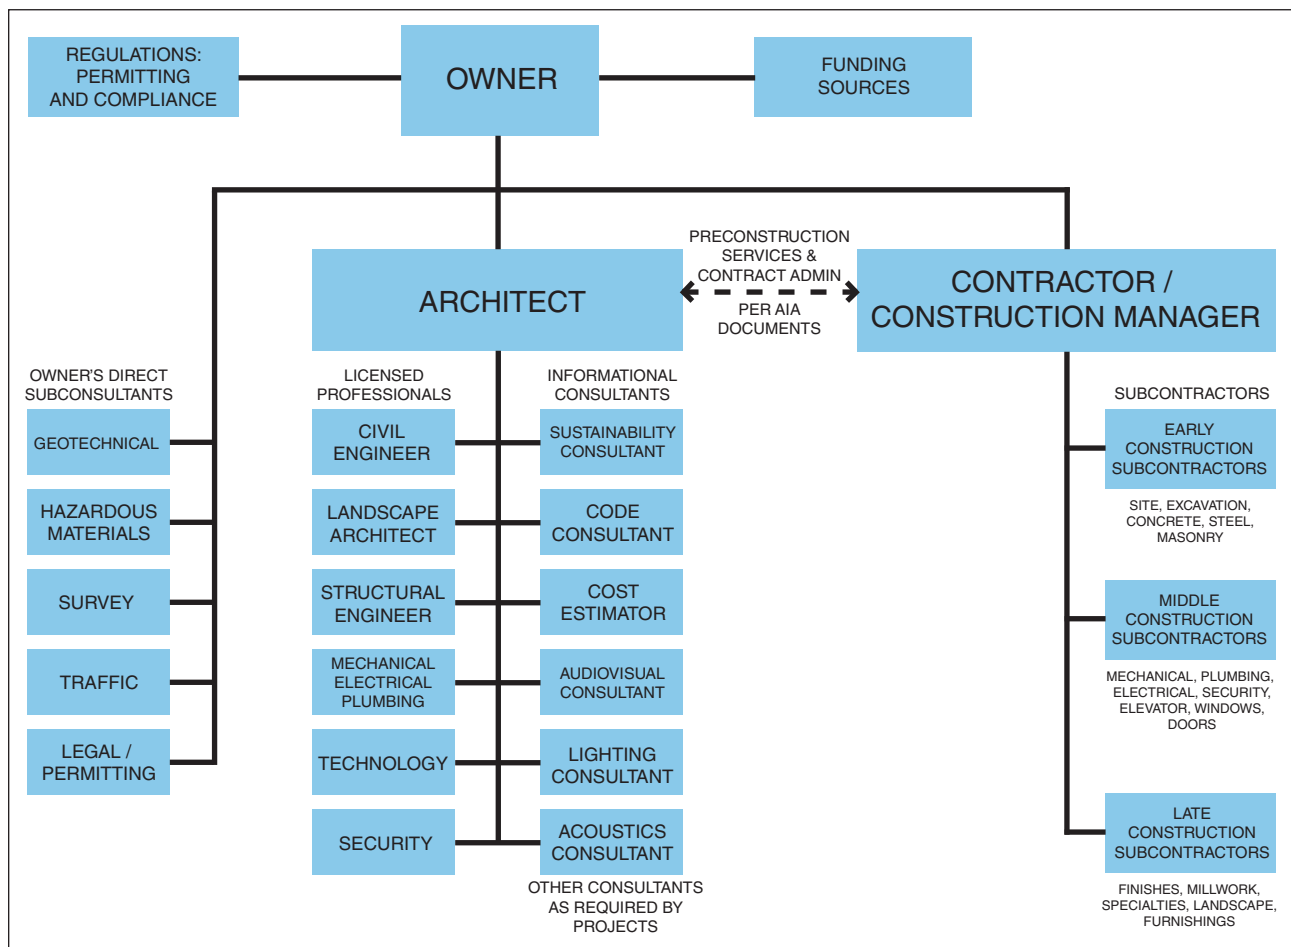 REGULATIONS:
PERMITTING
AND COMPLIANCE
OWNER
FUNDING
SOURCES
PRECONSTRUCTION
SERVICES &
CONTRACT ADMIN
PER AIA
DOCUMENTS
ARCHITECT
CONTRACTOR /
CONSTRUCTION MANAGER
OWNER'S DIRECT
SUBCONSULTANTS
GEOTECHNICAL
HAZARDOUS
MATERIALS
SURVEY
TRAFFIC
LEGAL /
PERMITTING
LICENSED
PROFESSIONALS
CIVIL
ENGINEER
LANDSCAPE
ARCHITECT
STRUCTURAL
ENGINEER
MECHANICAL
ELECTRICAL
PLUMBING
TECHNOLOGY
SECURITY
INFORMATIONAL
CONSULTANTS
SUSTAINABILITY
CONSULTANT
CODE
CONSULTANT
COST
ESTIMATOR
AUDIOVISUAL
CONSULTANT
LIGHTING
CONSULTANT
ACOUSTICS
CONSULTANT
OTHER CONSULTANTS
AS REQUIRED BY
PROJECTS
SUBCONTRACTORS
EARLY
CONSTRUCTION
SUBCONTRACTORS
SITE, EXCAVATION,
CONCRETE, STEEL,
MASONRY
MIDDLE
CONSTRUCTION
SUBCONTRACTORS
MECHANICAL, PLUMBING,
ELECTRICAL, SECURITY,
ELEVATOR, WINDOWS,
DOORS
LATE
CONSTRUCTION
SUBCONTRACTORS
FINISHES, MILLWORK,
SPECIALTIES, LANDSCAPE,
FURNISHINGS